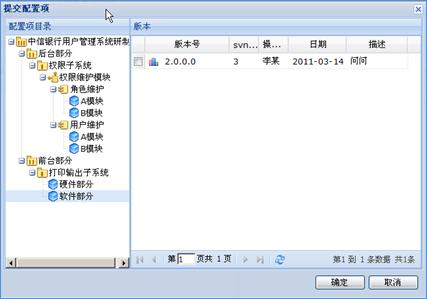 提交配置项
配置项目录
中信银行用户管理系统研制
后台部分
权限子系统
权限维护模块
角色维护
A模块
B模块
用户维护
A模块
B模块
前台部分
打印输出子系统
硬件部分
软件部分
版本
版本号 svn... 操... 日期 描述
2.0.0.0 3 李某 2011-03-14 问问
第 1 页共 1 页
第1 到 1 条数据 共1条
确定 取消